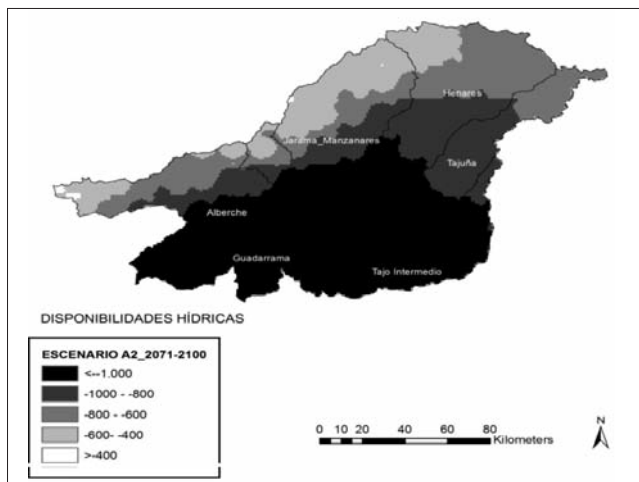 Henares
Jarama_Manzanares
Tajuña
Alberche
Guadarrama
Tajo Intermedio
DISPONIBILIDADES HÍDRICAS
ESCENARIO A2_2071-2100
<--1.000
-1000 - -800
-800 - -600
-600- -400
>-400
N
0 10 20 40 60 80
Kilometers